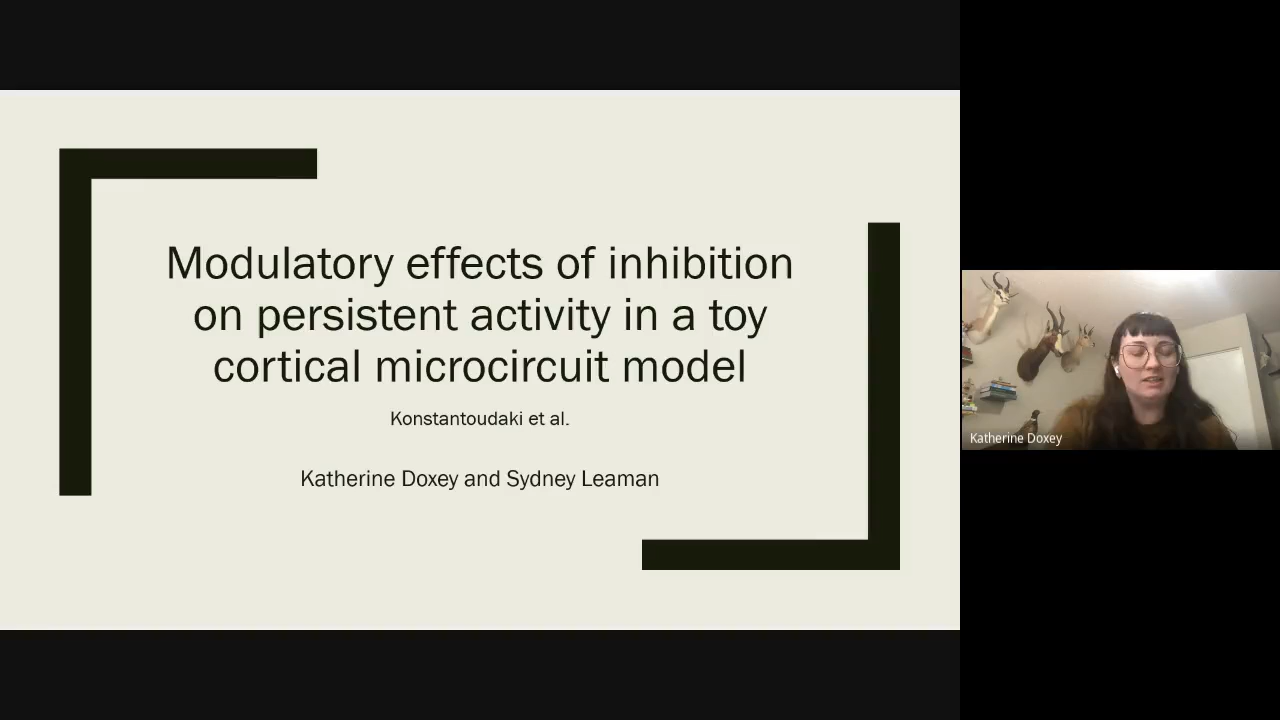 Modulatory effects of inhibition
on persistent activity in a toy
cortical microcircuit model
Konstantoudaki et al.
Katherine Doxey and Sydney Leaman
Katherine Doxey